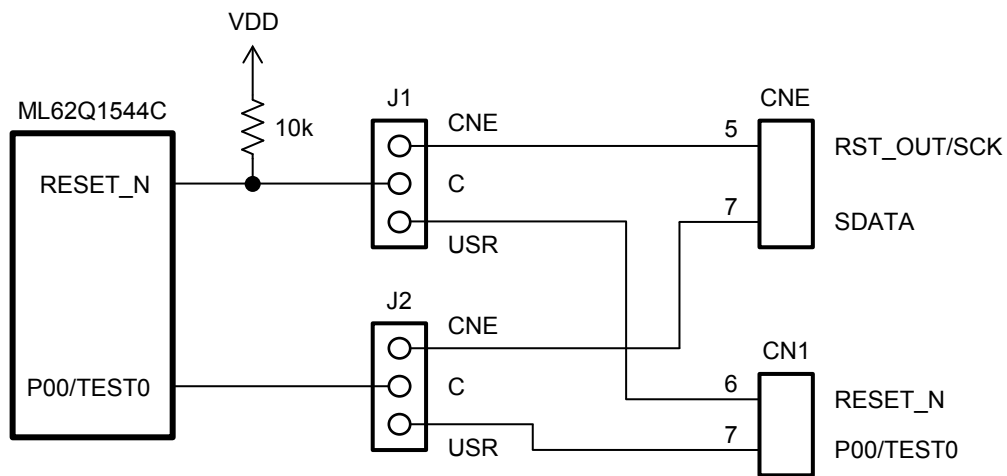 VDD
ML62Q1544C
10k
RESET_N
P00/TEST0
J1
CNE
C
USR
J2
CNE
C
USR
CNE
5
RST_OUT/SCK
7
SDATA
CN1
6
RESET_N
7
P00/TEST0